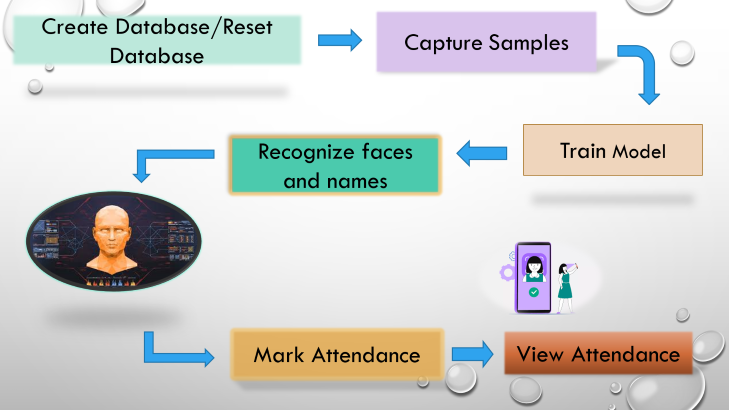 Create Database/Reset
Database
Capture Samples
Train Model
Recognize faces
and names
Mark Attendance
View Attendance